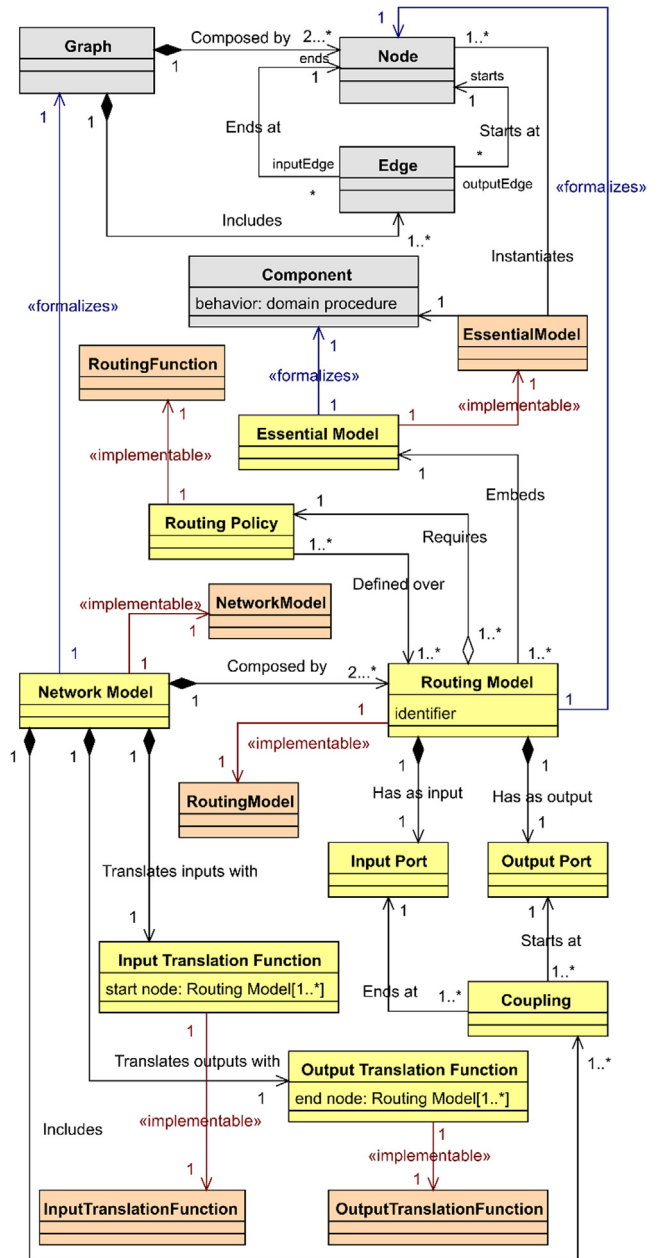 1
Graph
Composed by
2...*
1..*
1
Node
ends
1
starts
1
1
1
Ends at
Starts at
inputEdge
*
Edge
*
outputEdge
«formalizes»
Includes
1..*
Component
behavior: domain procedure
Instantiates
1
«formalizes»
EssentialModel
RoutingFunction
1
«formalizes»
1
«implementable»
1
1
1
Essential Model
«implementable»
1
Embeds
1
Routing Policy
1
1..*
Requires
Defined over
«implementable»
1
NetworkModel
1..*
1
1
Composed by
2...*
1..*
1..*
Network Model
1
Routing Model
identifier
1
1
«implementable»
1
1
1
1
1
1
RoutingModel
Has as input
Has as output
1
1
Input Port
Output Port
Translates inputs with
1
1
1
Starts at
Input Translation Function
start node: Routing Model[1..*]
Ends at
1..*
1..*
Coupling
1
Translates outputs with
1
Output Translation Function
end node: Routing Model[1..*]
1..*
«implementable»
Includes
1
«implementable»
1
1
InputTranslationFunction
OutputTranslationFunction